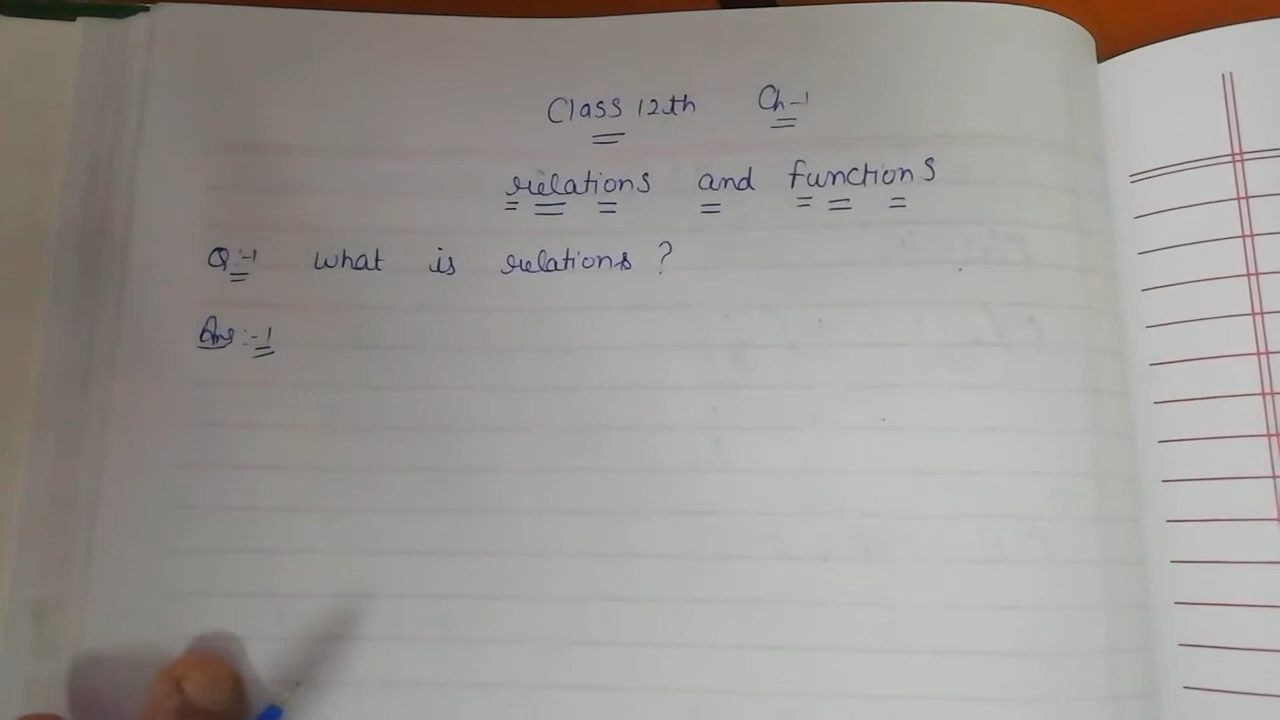 Class 12th Ch-1
relations and functions
Q:-1 what is relations ?
Ans:-1